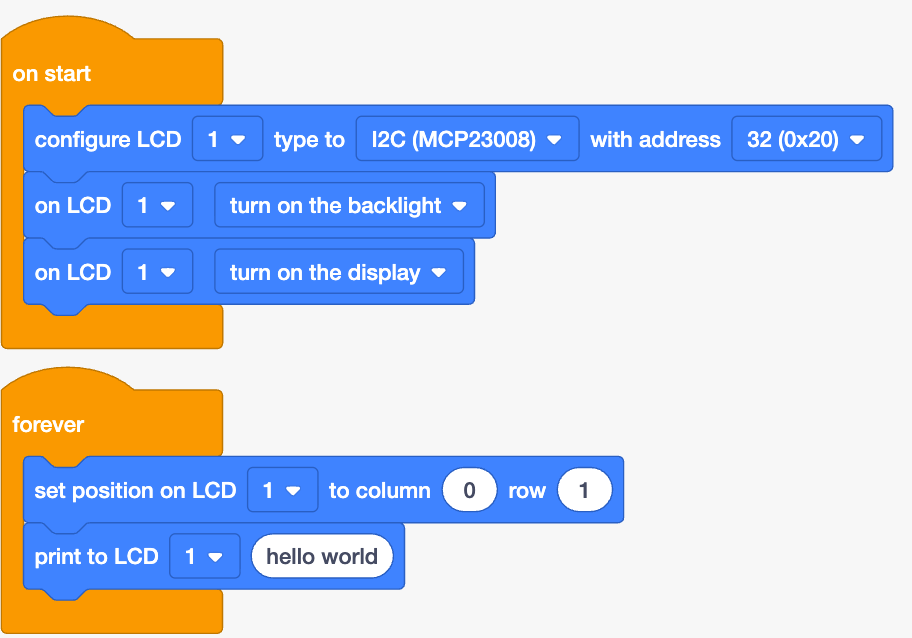 on start
configure LCD 1 type to I2C (MCP23008) with address 32 (0x20)
on LCD 1 turn on the backlight
on LCD 1 turn on the display
forever
set position on LCD 1 to column 0 row 1
print to LCD 1 hello world